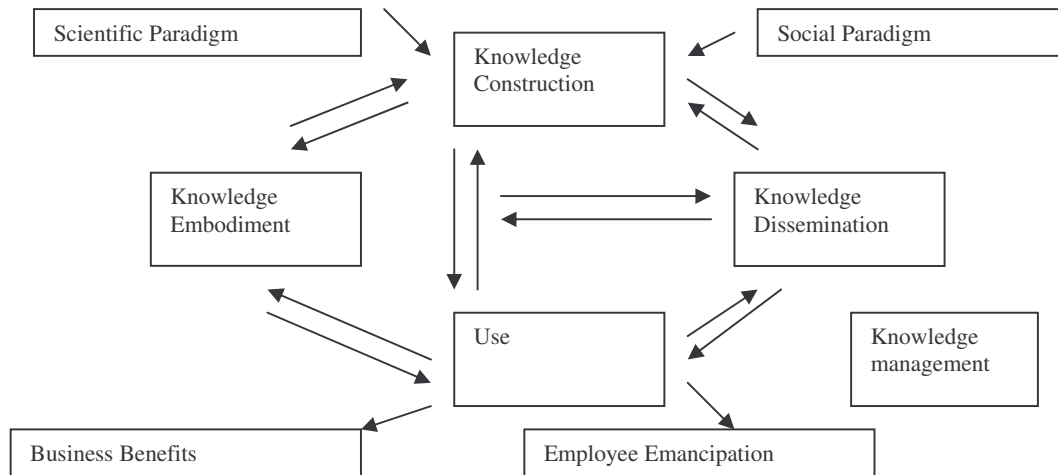 Scientific Paradigm
Social Paradigm
Knowledge
Construction
Knowledge
Embodiment
Knowledge
Dissemination
Use
Knowledge
management
Business Benefits
Employee Emancipation